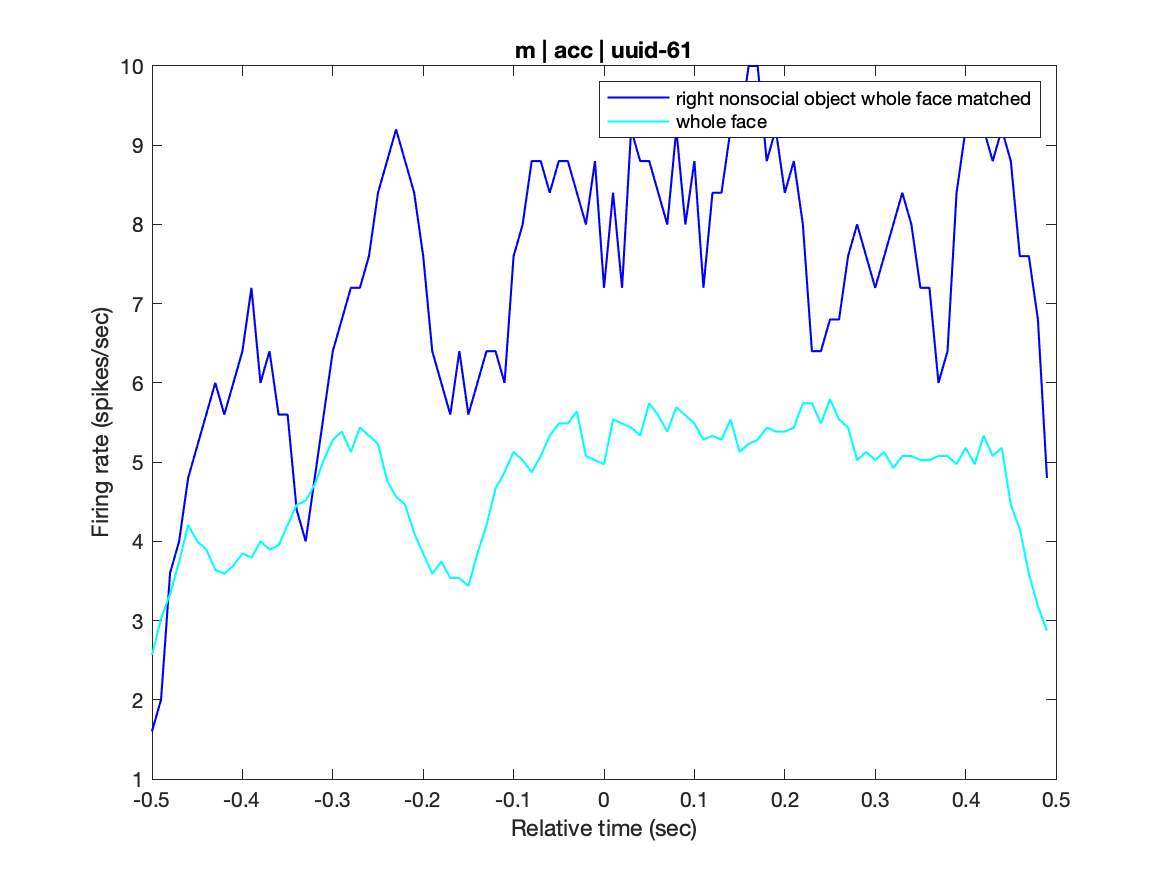 m | acc | uuid-61
right nonsocial object whole face matched
whole face
Firing rate (spikes/sec)
10
9
8
7
6
5
4
3
2
1
-0.5 -0.4 -0.3 -0.2 -0.1 0 0.1 0.2 0.3 0.4 0.5
Relative time (sec)